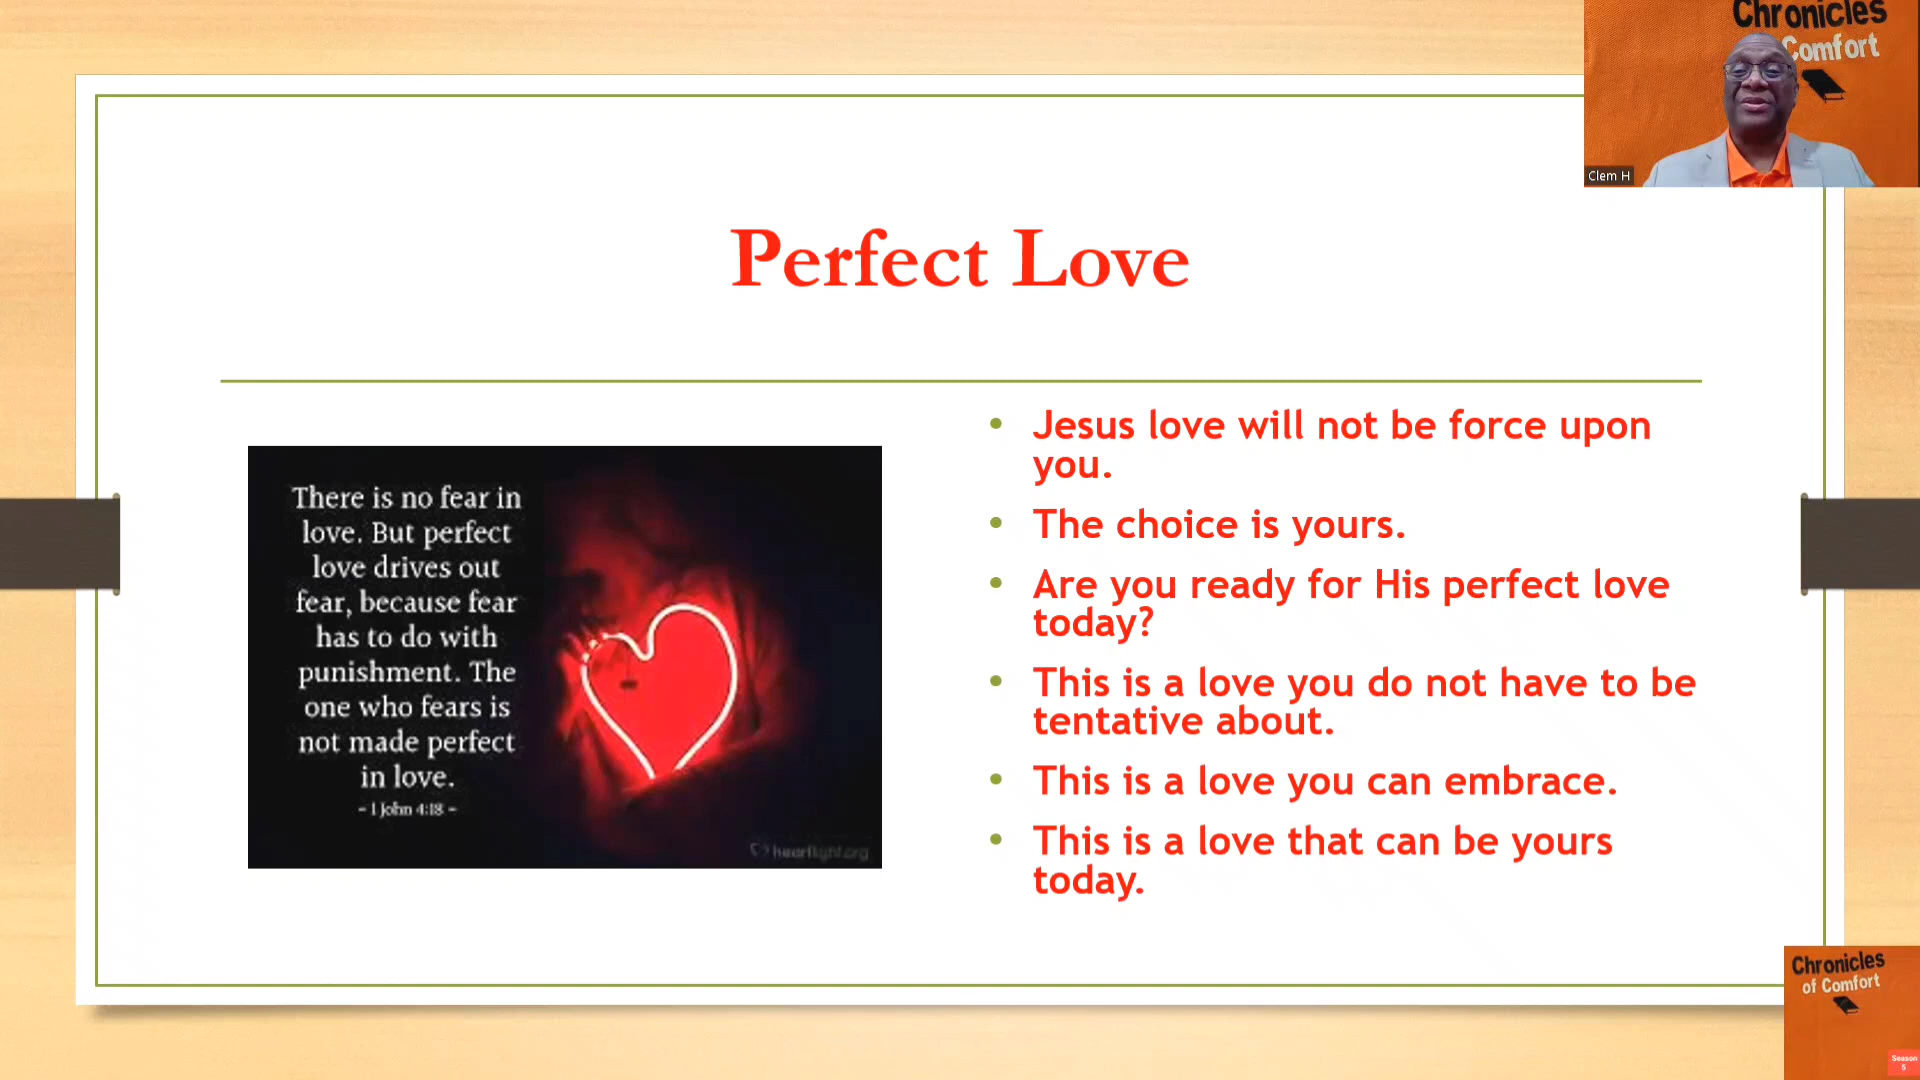 Chronicles
Comfort
Clem H
Perfect Love
There is no fear in
love. But perfect
love drives out
fear, because fear
has to do with
punishment. The
one who fears is
not made perfect
in love.
~ 1 John 4:18 ~
heartlight.org
• Jesus love will not be force upon
you.
• The choice is yours.
• Are you ready for His perfect love
today?
• This is a love you do not have to be
tentative about.
• This is a love you can embrace.
• This is a love that can be yours
today.
Chronicles
of Comfort
Season
5